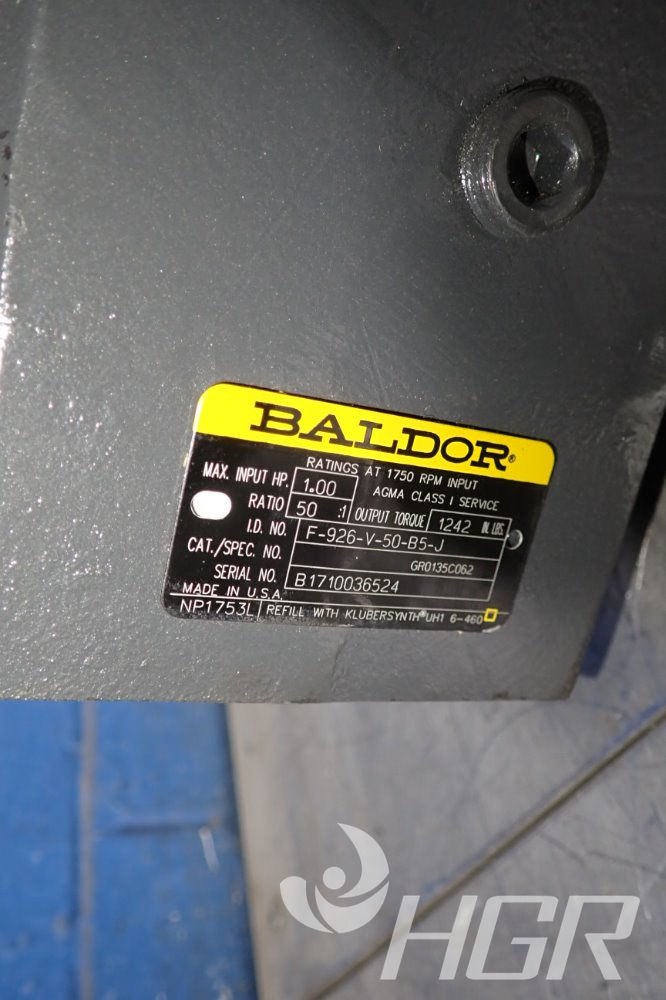 BALDOR®
RATINGS AT 1750 RPM INPUT
MAX. INPUT HP. 1.00 AGMA CLASS I SERVICE
RATIO 50 :1 OUTPUT TORQUE 1242 IN. LBS.
I.D. NO. F-926-V-50-B5-J
CAT./SPEC. NO. GR0135C062
SERIAL NO. B1710036524
MADE IN U.S.A.
NP1753L REFILL WITH KLUBERSYNTH® UH1 6-460
HGR